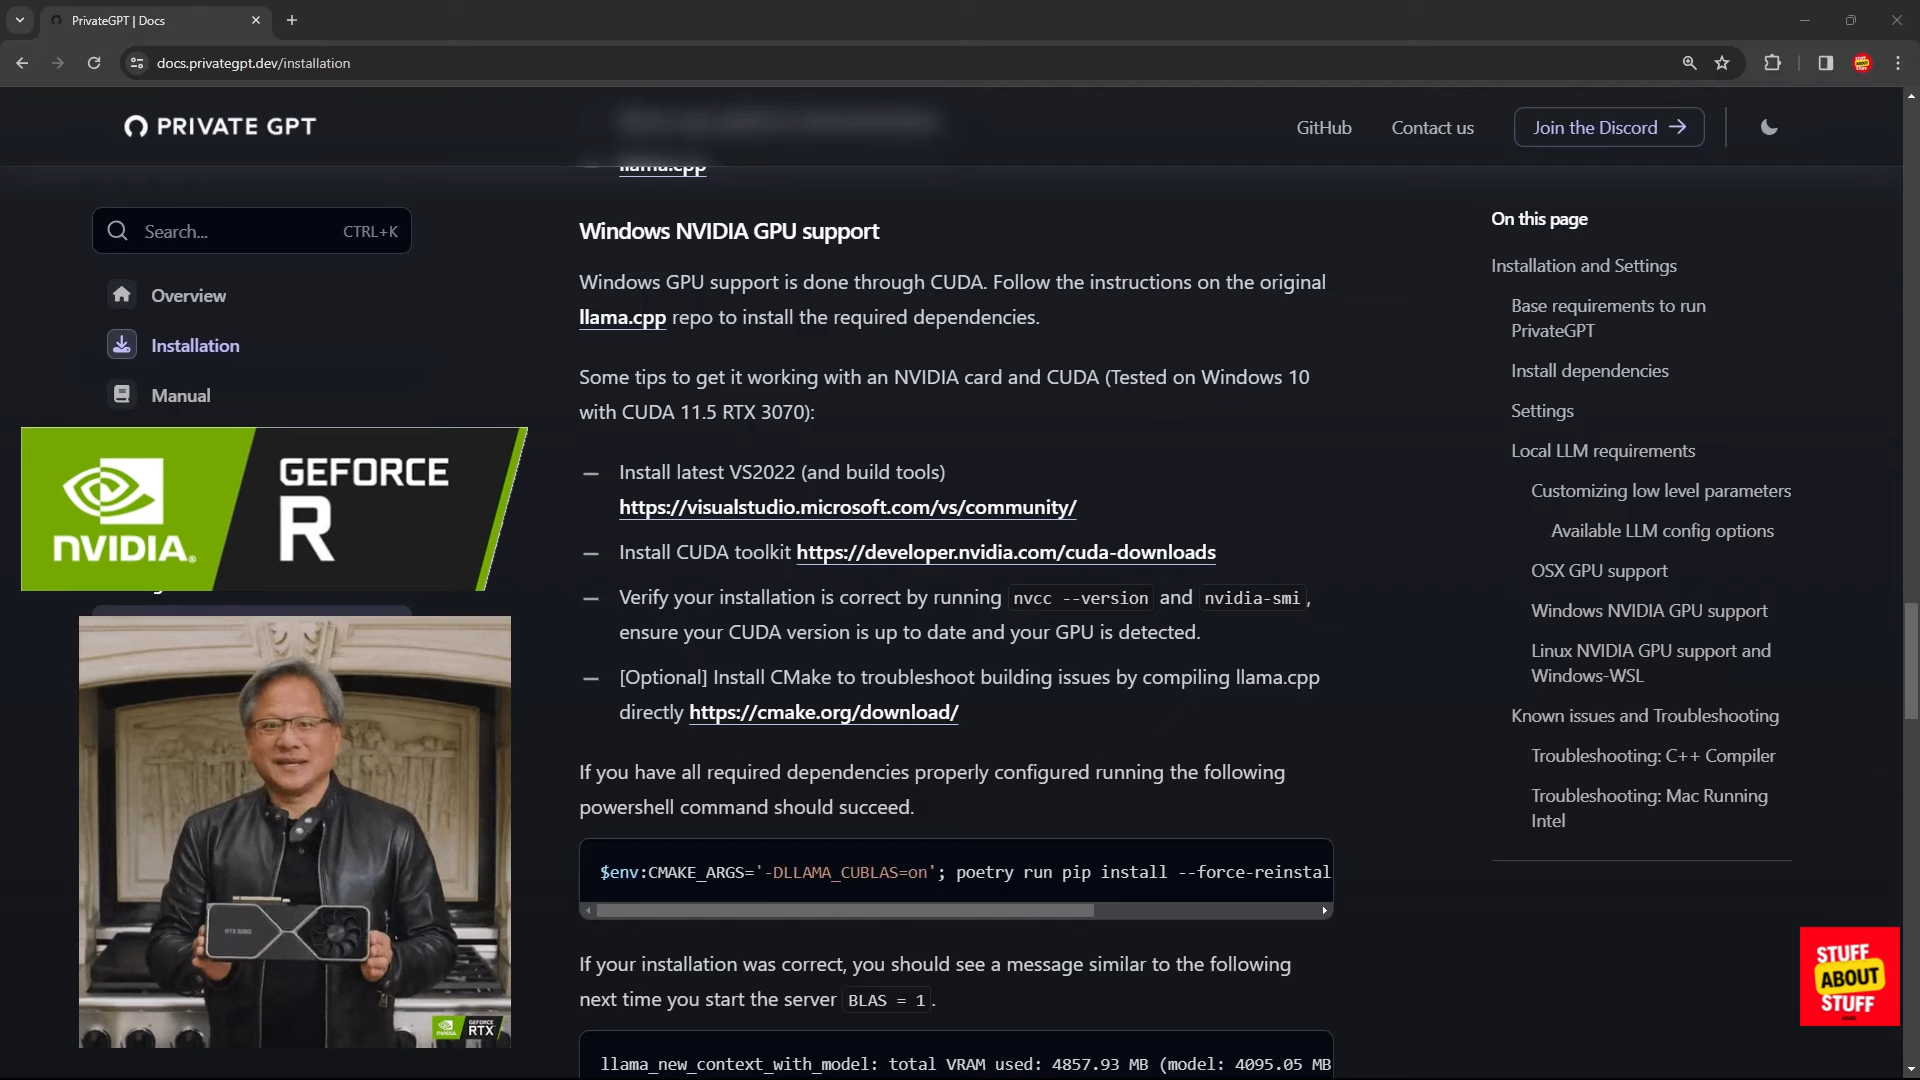 PrivateGPT | Docs
docs.privategpt.dev/installation
PRIVATE GPT
GitHub
Contact us
Join the Discord
llama.cpp
Search...
CTRL+K
Overview
Installation
Manual
NVIDIA.
GEFORCE
R
GEFORCE
RTX
Windows NVIDIA GPU support
Windows GPU support is done through CUDA. Follow the instructions on the original
llama.cpp repo to install the required dependencies.
Some tips to get it working with an NVIDIA card and CUDA (Tested on Windows 10
with CUDA 11.5 RTX 3070):
— Install latest VS2022 (and build tools)
https://visualstudio.microsoft.com/vs/community/
— Install CUDA toolkit https://developer.nvidia.com/cuda-downloads
— Verify your installation is correct by running nvcc --version and nvidia-smi,
ensure your CUDA version is up to date and your GPU is detected.
— [Optional] Install CMake to troubleshoot building issues by compiling llama.cpp
directly https://cmake.org/download/
If you have all required dependencies properly configured running the following
powershell command should succeed.
$env:CMAKE_ARGS='-DLLAMA_CUBLAS=on'; poetry run pip install --force-reinstal
If your installation was correct, you should see a message similar to the following
next time you start the server BLAS = 1.
llama_new_context_with_model: total VRAM used: 4857.93 MB (model: 4095.05 MB
On this page
Installation and Settings
Base requirements to run
PrivateGPT
Install dependencies
Settings
Local LLM requirements
Customizing low level parameters
Available LLM config options
OSX GPU support
Windows NVIDIA GPU support
Linux NVIDIA GPU support and
Windows-WSL
Known issues and Troubleshooting
Troubleshooting: C++ Compiler
Troubleshooting: Mac Running
Intel
STUFF
ABOUT
STUFF